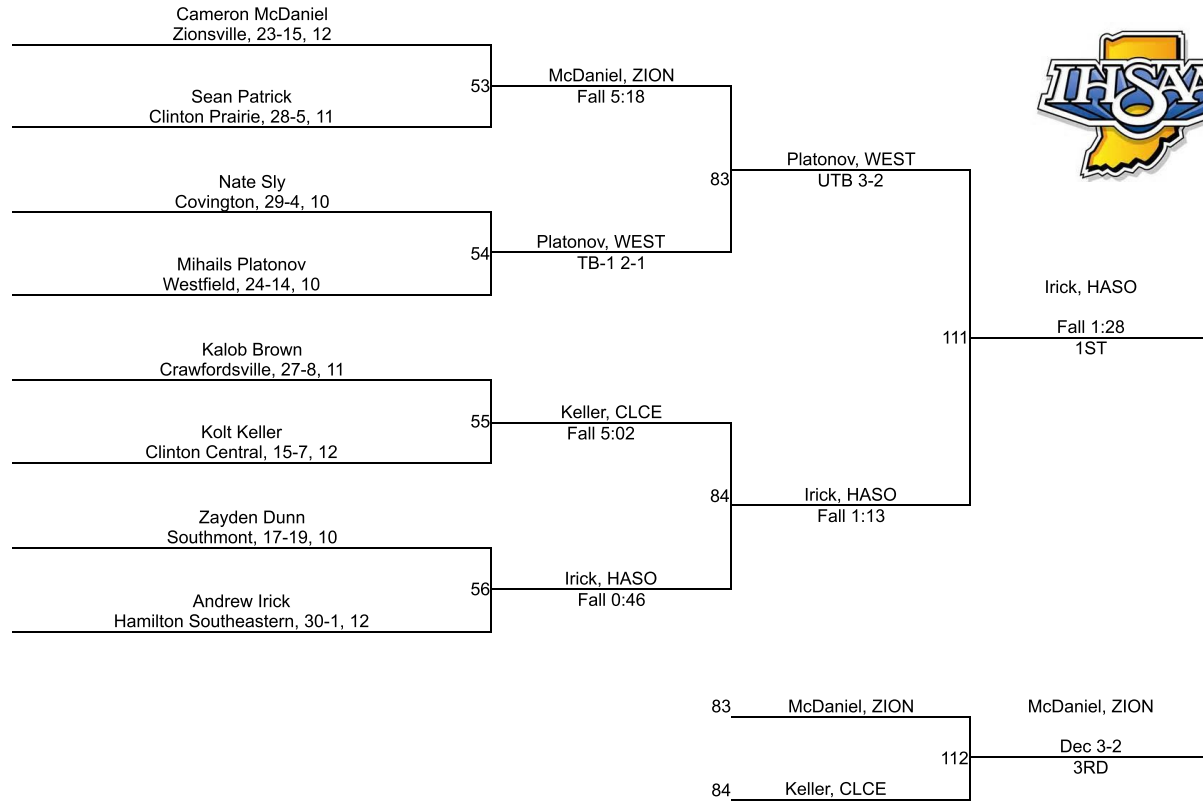 Cameron McDaniel
Zionsville, 23-15, 12
53
Sean Patrick
Clinton Prairie, 28-5, 11
McDaniel, ZION
Fall 5:18
83
Nate Sly
Covington, 29-4, 10
54
Mihails Platonov
Westfield, 24-14, 10
Platonov, WEST
TB-1 2-1
Platonov, WEST
UTB 3-2
111
Kalob Brown
Crawfordsville, 27-8, 11
55
Kolt Keller
Clinton Central, 15-7, 12
Keller, CLCE
Fall 5:02
84
Zayden Dunn
Southmont, 17-19, 10
56
Andrew Irick
Hamilton Southeastern, 30-1, 12
Irick, HASO
Fall 0:46
Irick, HASO
Fall 1:13
IHSAA
Irick, HASO
Fall 1:28
1ST
83
McDaniel, ZION
112
84
Keller, CLCE
McDaniel, ZION
Dec 3-2
3RD